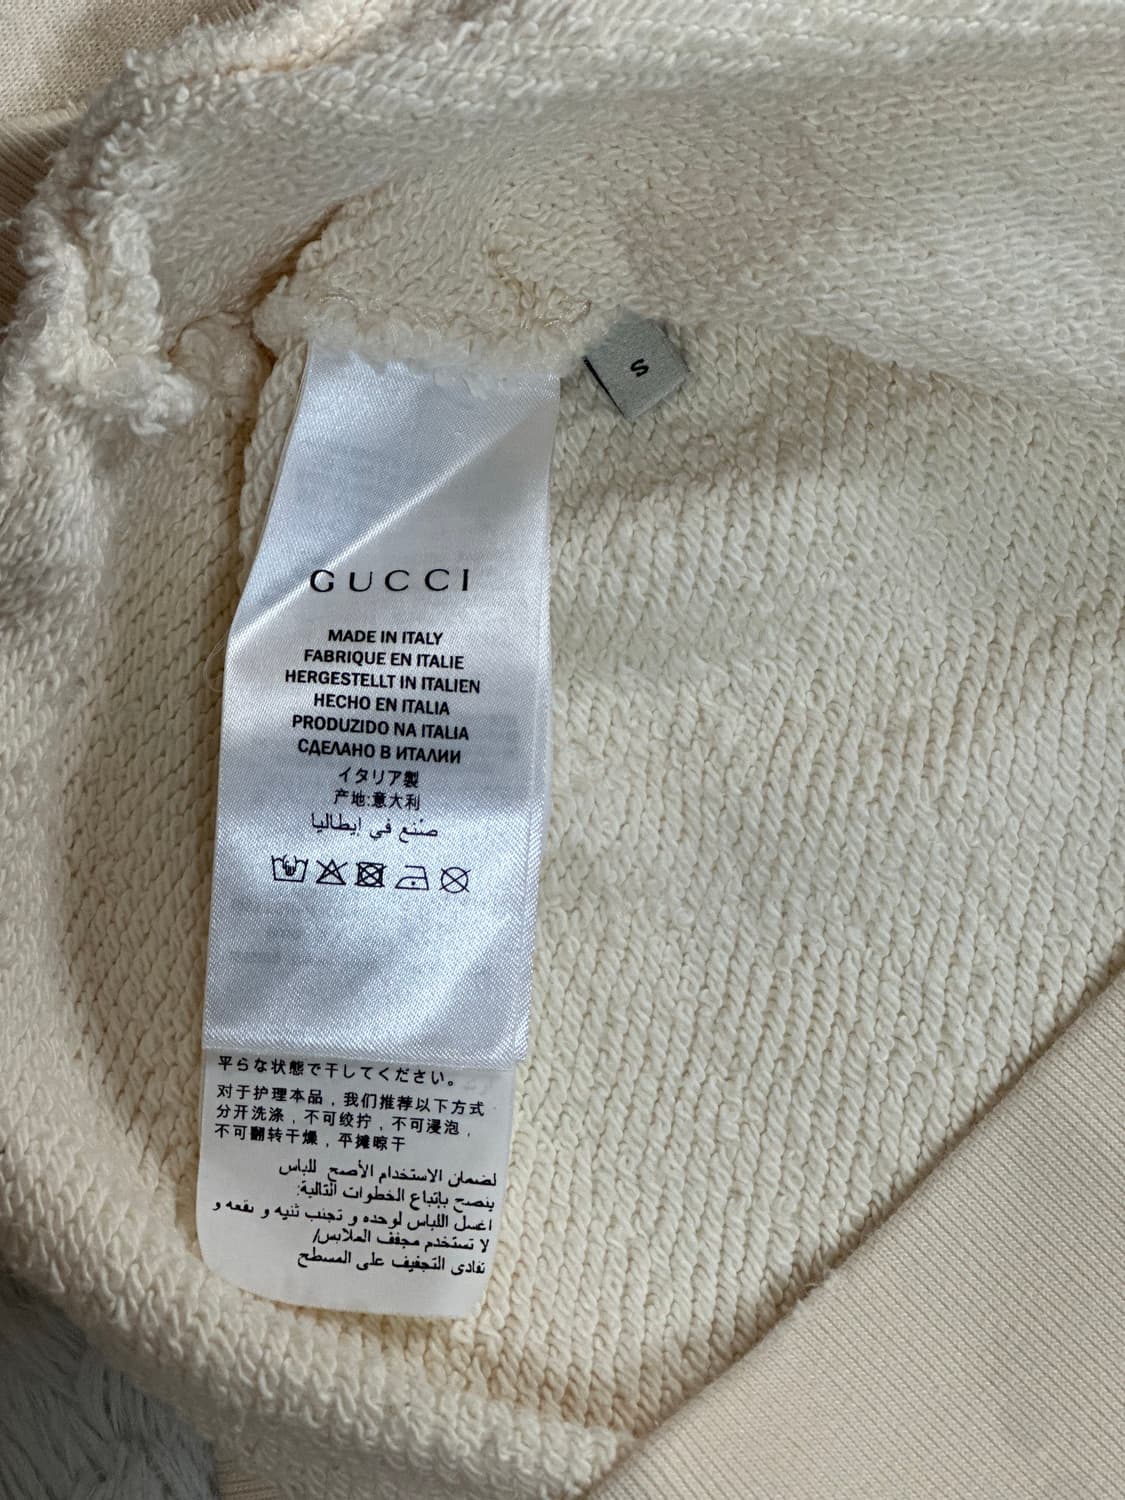 S
GUCCI
MADE IN ITALY
FABRIQUE EN ITALIE
HERGESTELLT IN ITALIEN
HECHO EN ITALIA
PRODUZIDO NA ITALIA
СДЕЛАНО В ИТАЛИИ
イタリア製
产地:意大利
صُنع في إيطاليا
平らな状態で干してください。
对于护理本品，我们推荐以下方式
分开洗涤，不可绞拧，不可浸泡，
不可翻转干燥，平摊晾干
لضمان الاستخدام الأصح للباس
ينصح بإتباع الخطوات التالية:
اغسل اللباس لوحده و تجنب ثنيه و نقعه و
لا تستخدم مجفف الملابس/
تفادى التجفيف على المسطح